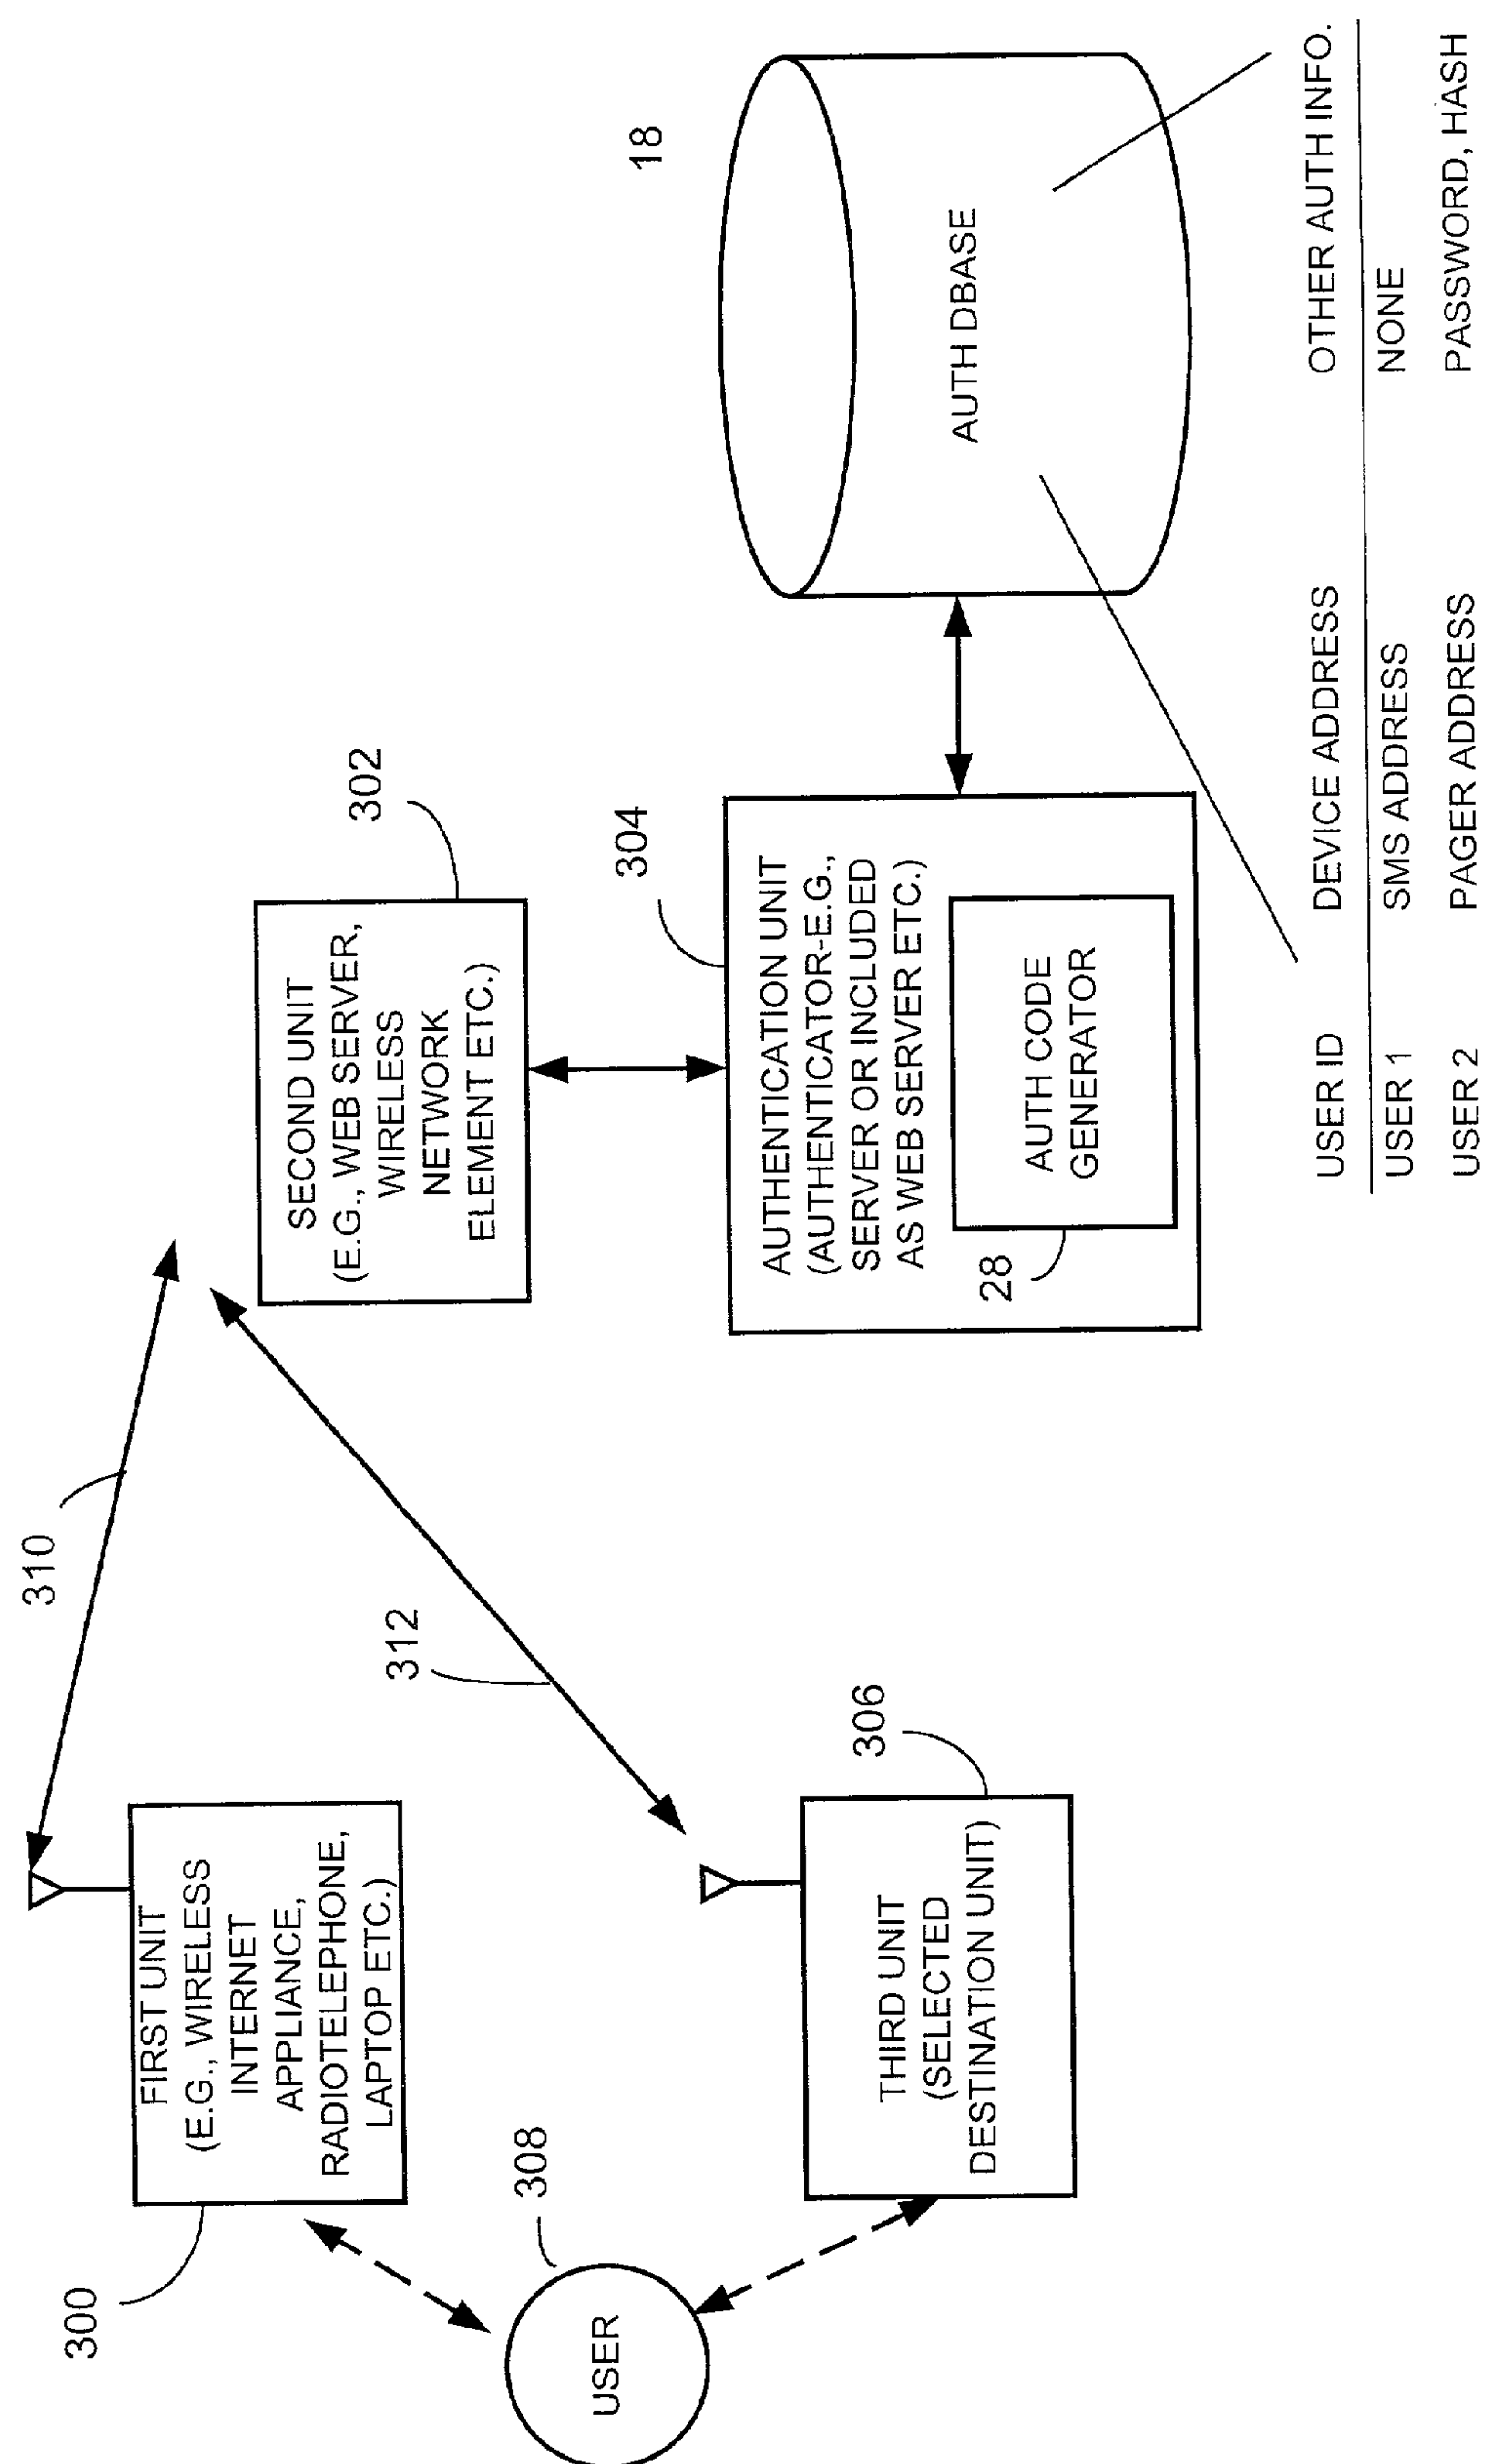 300
FIRST UNIT
(E.G., WIRELESS
INTERNET
APPLIANCE,
RADIOTELEPHONE,
LAPTOP ETC.)
310
308
USER
312
306
THIRD UNIT
(SELECTED
DESTINATION UNIT)
302
SECOND UNIT
(E.G., WEB SERVER,
WIRELESS
NETWORK
ELEMENT ETC.)
304
AUTHENTICATION UNIT
(AUTHENTICATOR-E.G.,
SERVER OR INCLUDED
AS WEB SERVER ETC.)
28
AUTH CODE
GENERATOR
18
AUTH DBASE
USER ID DEVICE ADDRESS OTHER AUTH INFO.
USER 1 SMS ADDRESS NONE
USER 2 PAGER ADDRESS PASSWORD, HASH